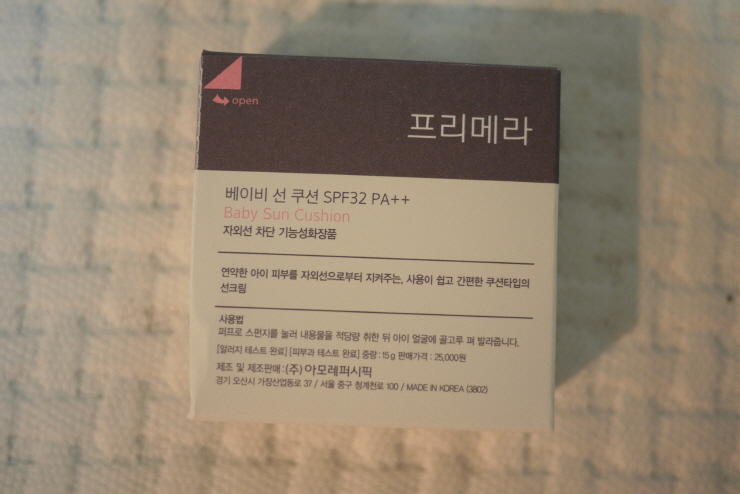 open
프리메라
베이비 선 쿠션 SPF32 PA++
Baby Sun Cushion
자외선 차단 기능성화장품
연약한 아이 피부를 자외선으로부터 지켜주는, 사용이 쉽고 간편한 쿠션타입의
선크림
사용법
퍼프로 스펀지를 눌러 내용물을 적당량 취한 뒤 아이 얼굴에 골고루 펴 발라줍니다.
[알러지 테스트 완료] [피부과 테스트 완료] 중량 : 15g 판매가격 : 25,000원
제조 및 제조판매 : (주)아모레퍼시픽
경기 오산시 가장산업동로 37 / 서울 중구 청계천로 100 / MADE IN KOREA (3802)